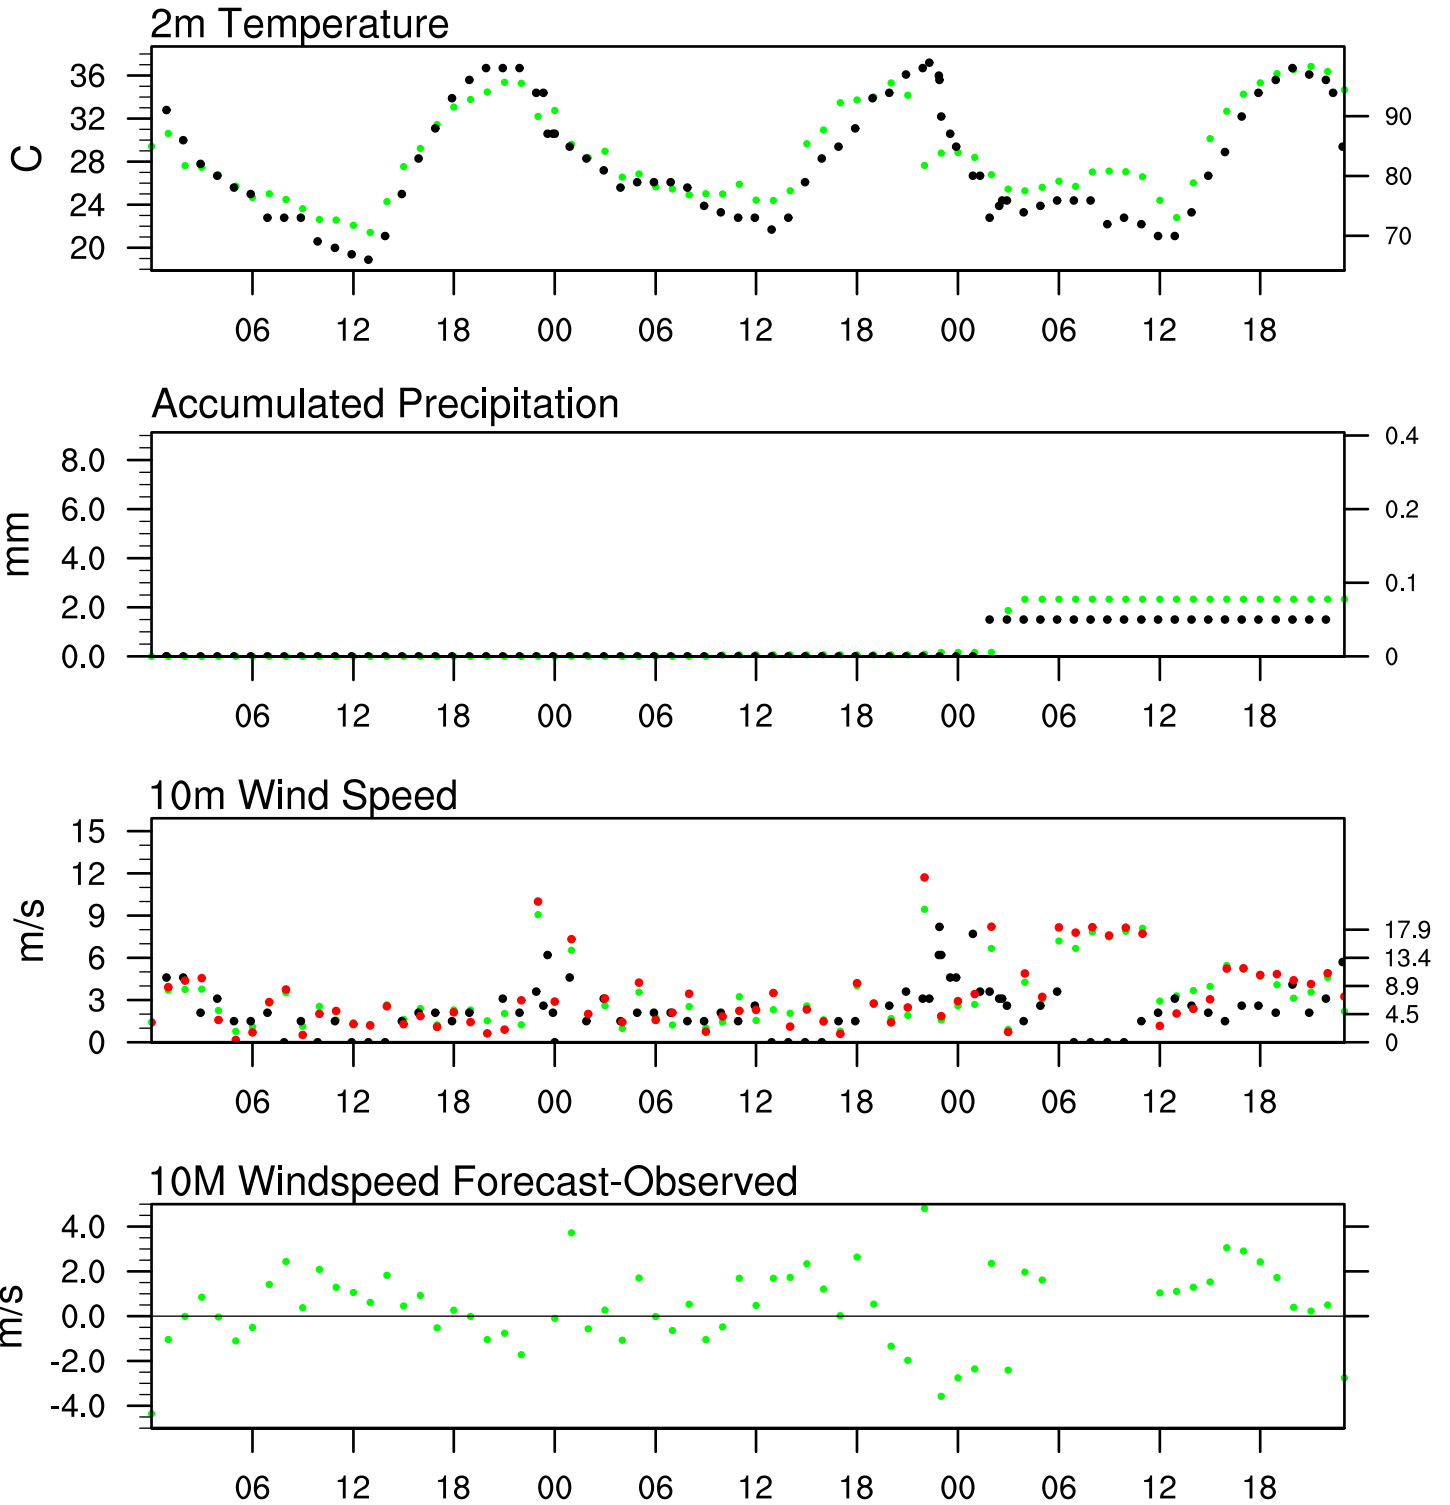 2m Temperature
C
36
32
28
24
20
90
80
70
06 12 18 00 06 12 18 00 06 12 18
Accumulated Precipitation
mm
8.0
6.0
4.0
2.0
0.0
0.4
0.2
0.1
0
06 12 18 00 06 12 18 00 06 12 18
10m Wind Speed
m/s
15
12
9
6
3
0
17.9
13.4
8.9
4.5
0
06 12 18 00 06 12 18 00 06 12 18
10M Windspeed Forecast-Observed
m/s
4.0
2.0
0.0
-2.0
-4.0
06 12 18 00 06 12 18 00 06 12 18